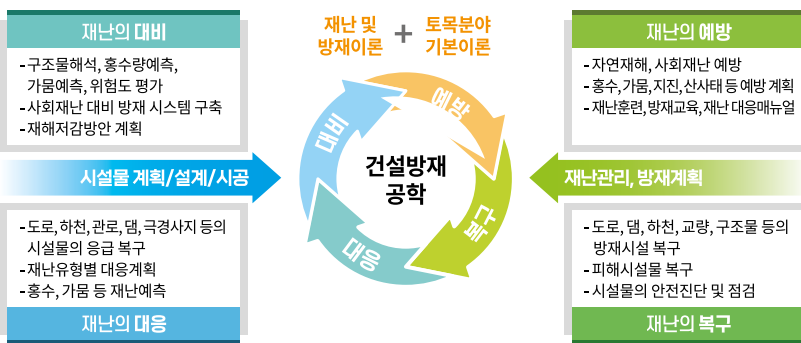 재난의 대비
- 구조물해석, 홍수량예측,
가뭄예측, 위험도 평가
- 사회재난 대비 방재 시스템 구축
- 재해저감방안 계획
시설물 계획/설계/시공
- 도로, 하천, 관로, 댐, 극경사지 등의
시설물의 응급 복구
- 재난유형별 대응계획
- 홍수, 가뭄 등 재난예측
재난의 대응
재난 및
방재이론
+
토목분야
기본이론
예방
대비
건설방재
공학
복구
대응
재난의 예방
- 자연재해, 사회재난 예방
- 홍수, 가뭄, 지진, 산사태 등 예방 계획
- 재난훈련, 방재교육, 재난 대응매뉴얼
재난관리, 방재계획
- 도로, 댐, 하천, 교량, 구조물 등의
방재시설 복구
- 피해시설물 복구
- 시설물의 안전진단 및 점검
재난의 복구